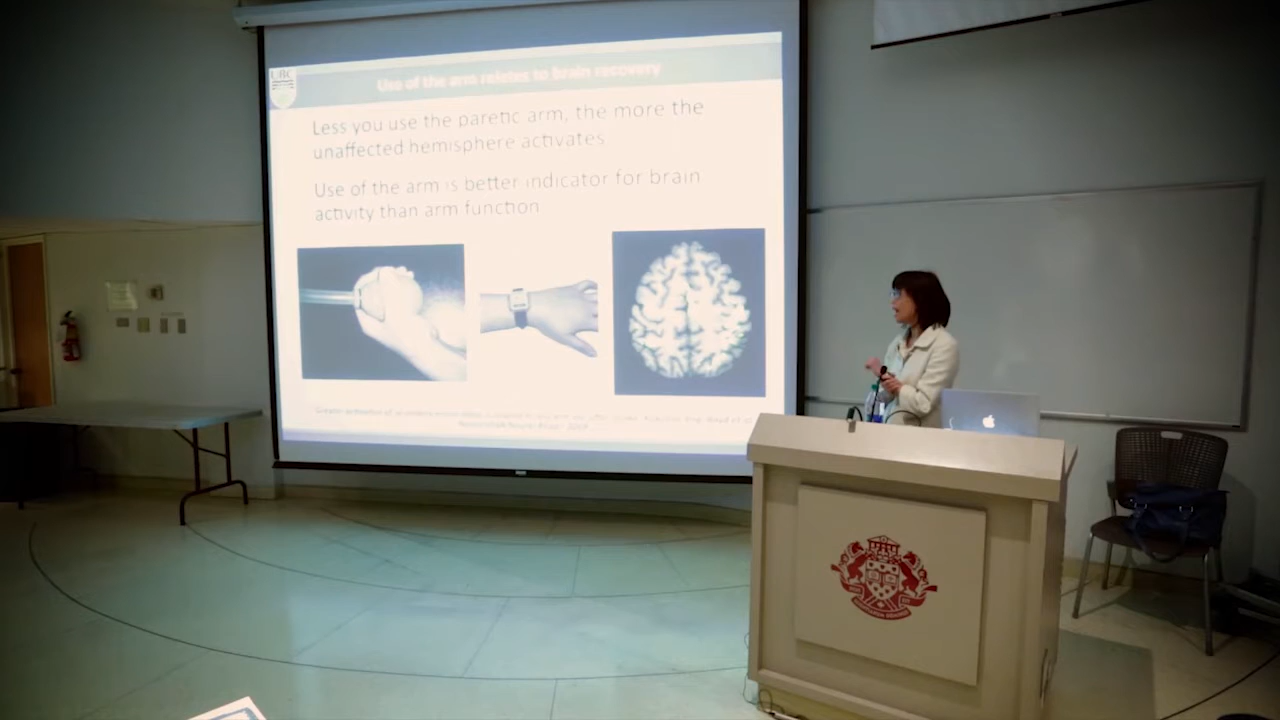 UBC
Use of the arm relates to brain recovery
Less you use the paretic arm, the more the
unaffected hemisphere activates
Use of the arm is better indicator for brain
activity than arm function